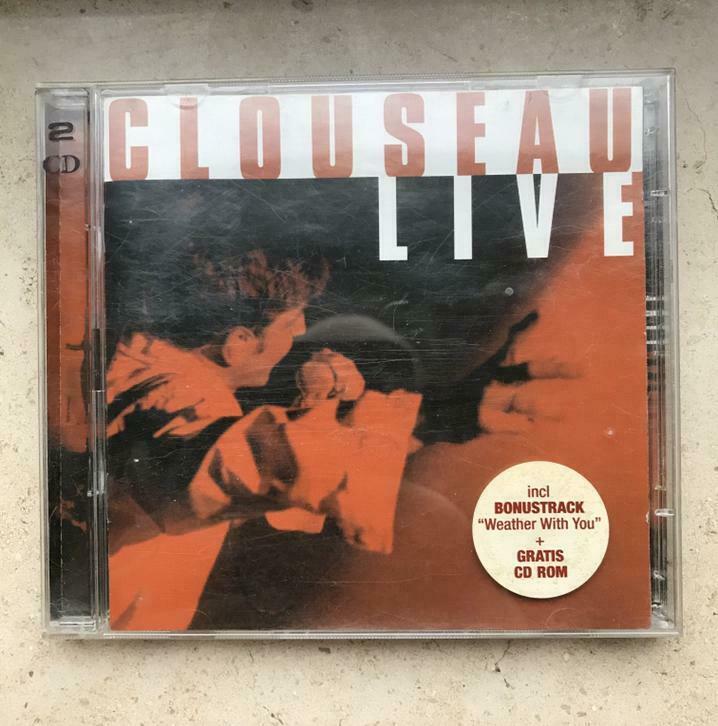 2
CD
CLOUSEAU
LIVE
incl
BONUSTRACK
“Weather With You”
+
GRATIS
CD ROM